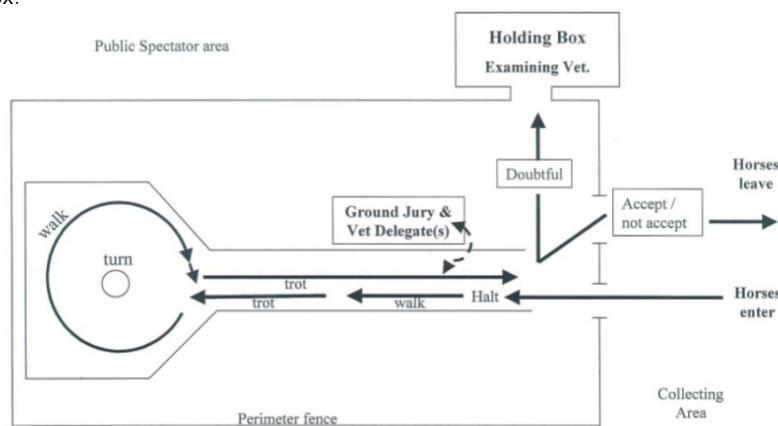 Public Spectator area
Holding Box
Examining Vet.
Doubtful
Horses
leave
Accept /
not accept
Ground Jury &
Vet Delegate(s)
walk
turn
trot
trot
walk
Halt
Horses
enter
Collecting
Area
Perimeter fence